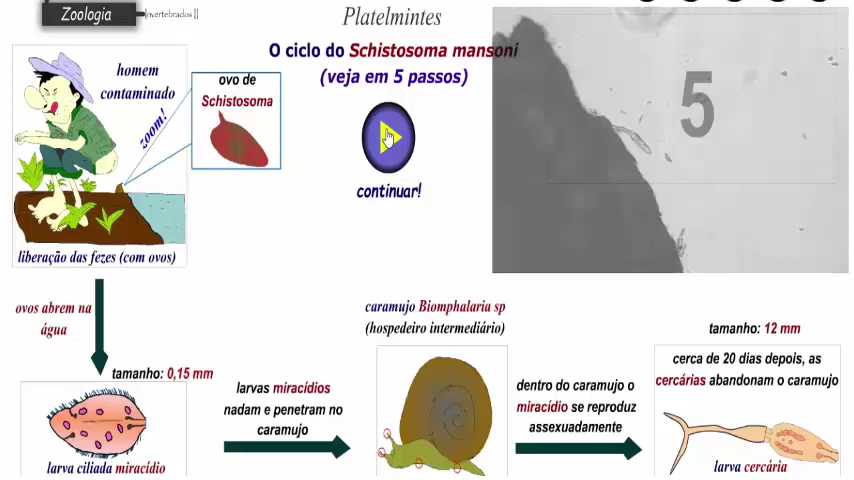 Zoologia
Invertebrados II
Platelmintes
O ciclo do Schistosoma mansoni
(veja em 5 passos)
homem
contaminado
zoom!
ovo de
Schistosoma
5
continuar!
liberação das fezes (com ovos)
ovos abrem na
água
tamanho: 0,15 mm
larva ciliada miracídio
larvas miracídios
nadam e penetram no
caramujo
caramujo Biomphalaria sp
(hospedeiro intermediário)
dentro do caramujo o
miracídio se reproduz
assexuadamente
tamanho: 12 mm
cerca de 20 dias depois, as
cercárias abandonam o caramujo
larva cercária